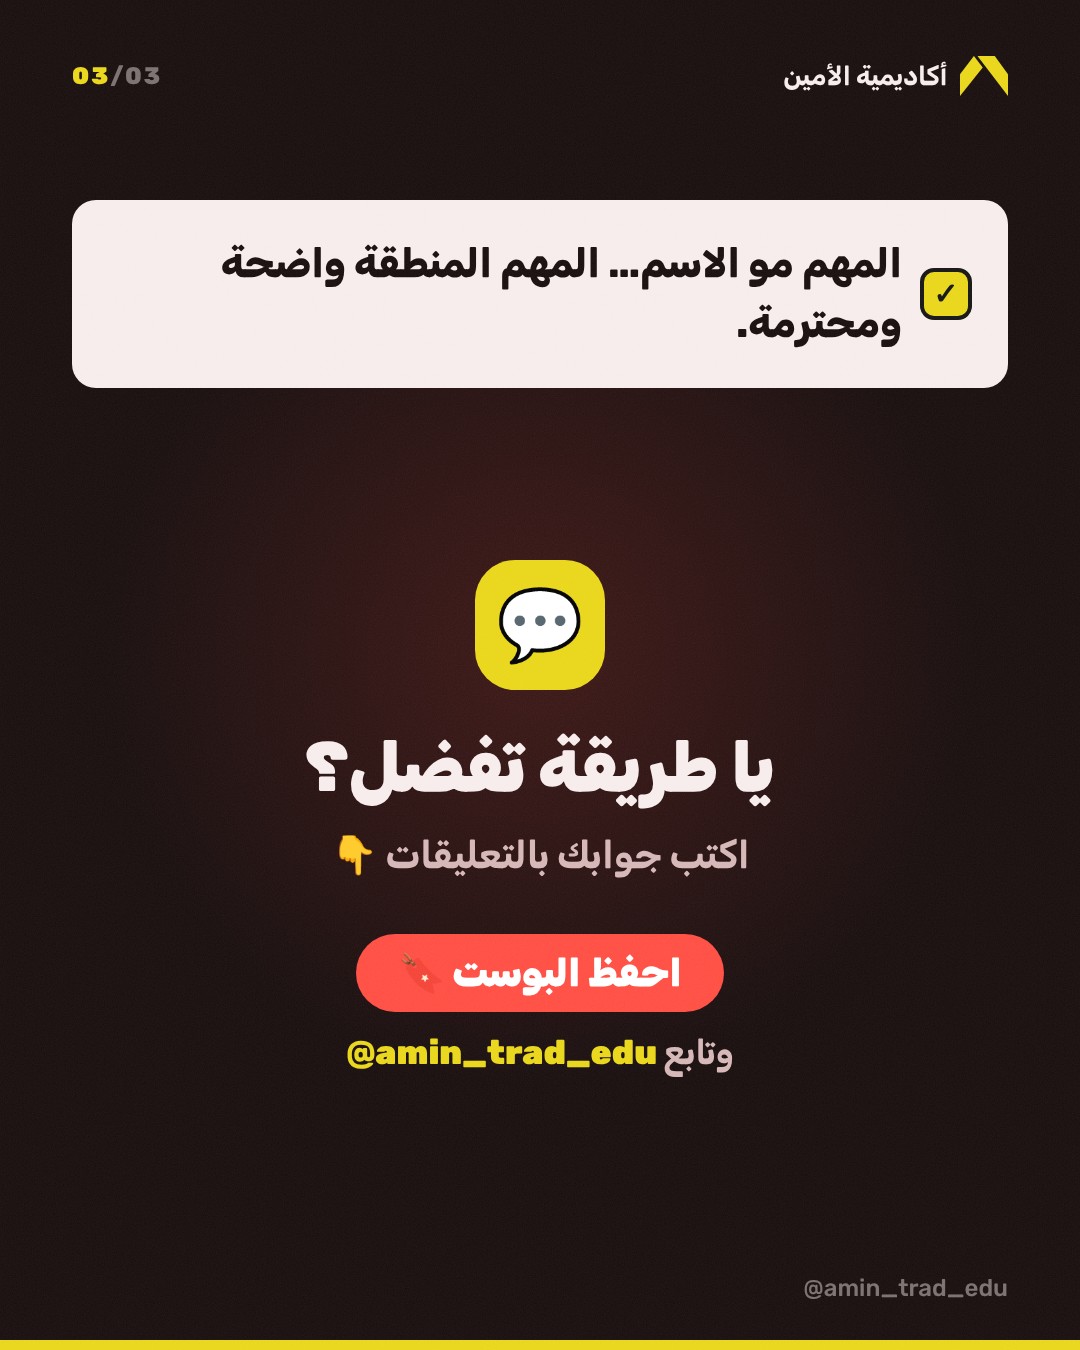 أكاديمية الأمين
03/03
المهم مو الاسم... المهم المنطقة واضحة
ومحترمة.
يا طريقة تفضل؟
اكتب جوابك بالتعليقات 👇
احفظ البوست 🔖
وتابع @amin_trad_edu
@amin_trad_edu